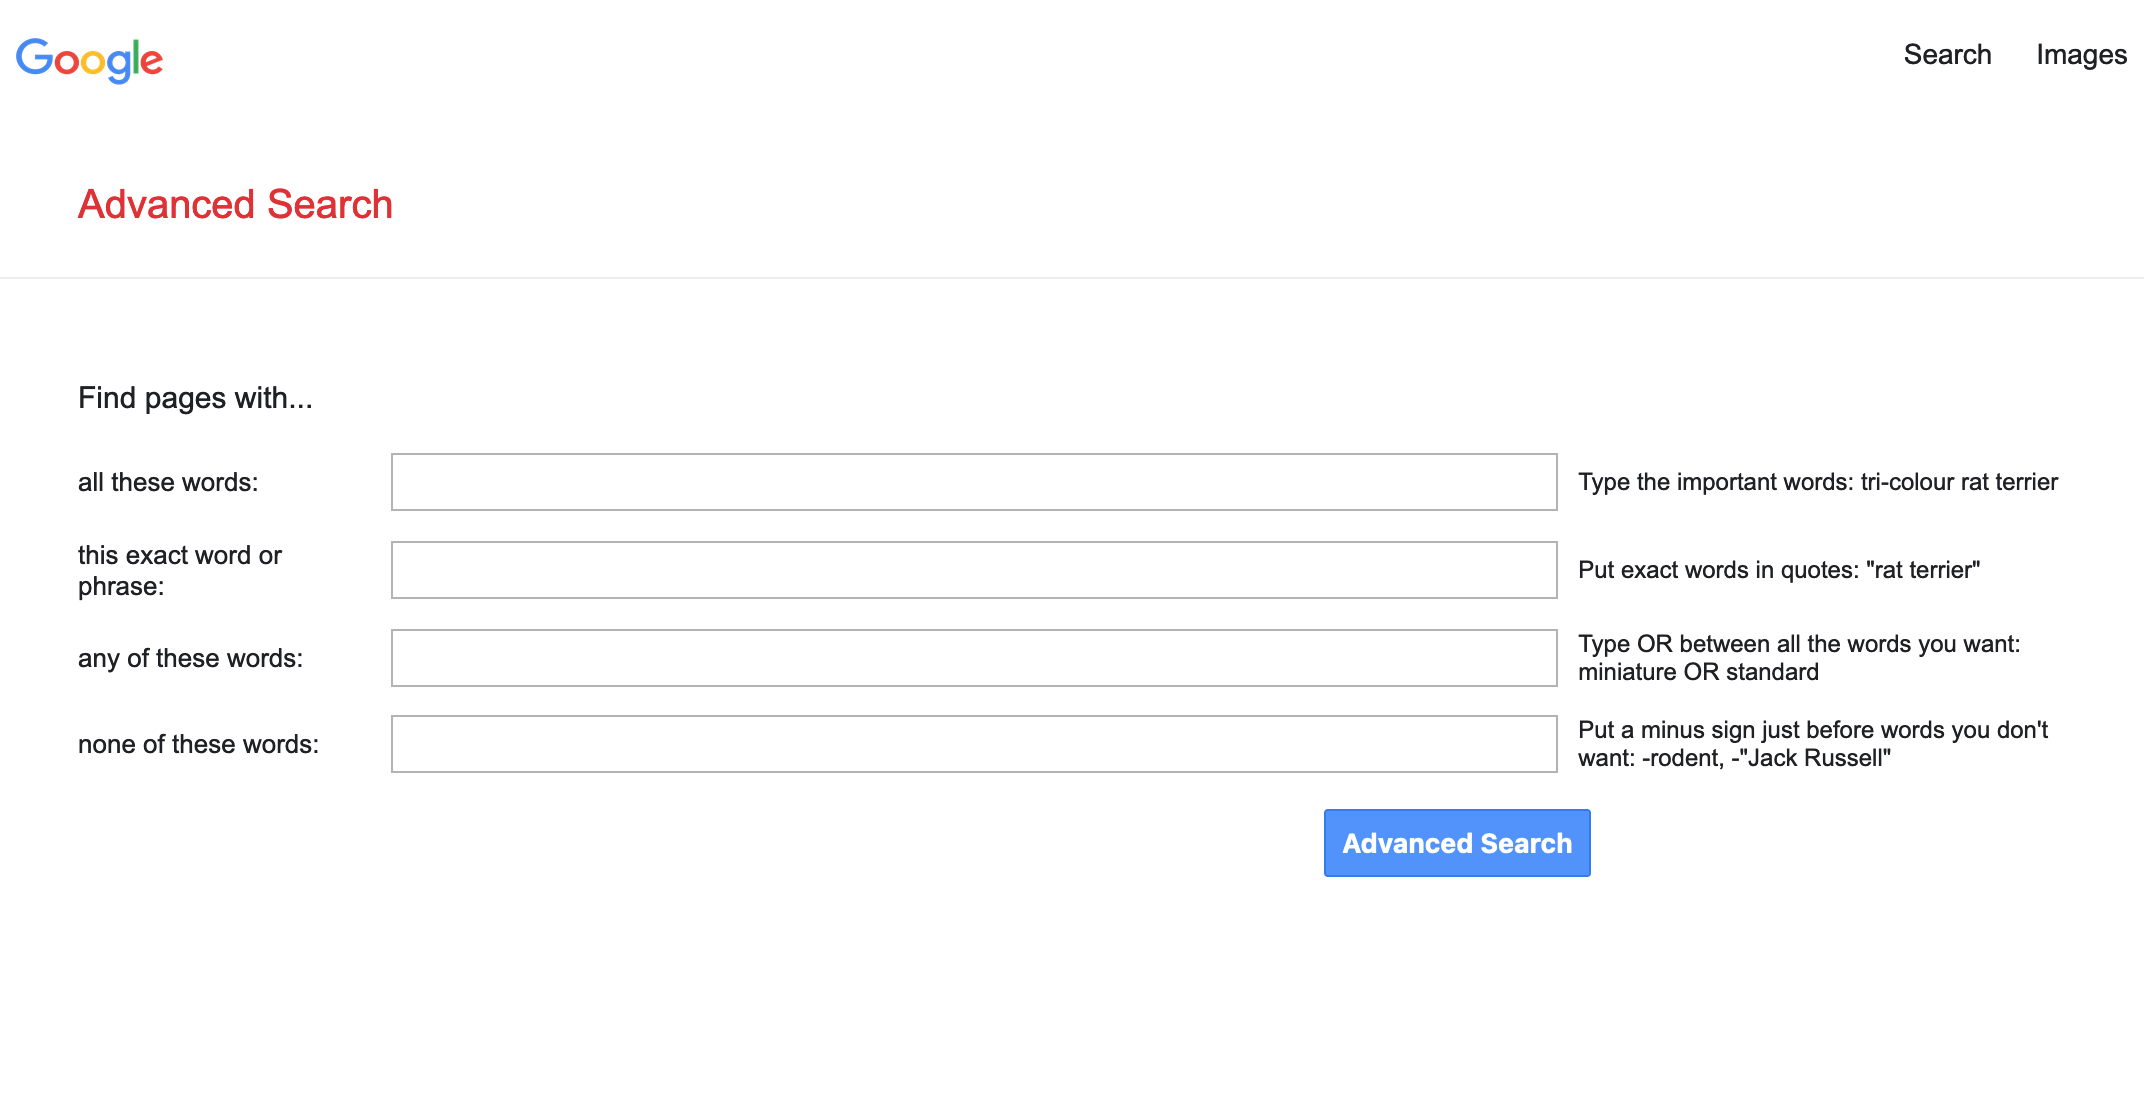 Google
Search Images
Advanced Search
Find pages with...
all these words:
Type the important words: tri-colour rat terrier
this exact word or
phrase:
Put exact words in quotes: "rat terrier"
any of these words:
Type OR between all the words you want:
miniature OR standard
none of these words:
Put a minus sign just before words you don't
want: -rodent, -"Jack Russell"
Advanced Search